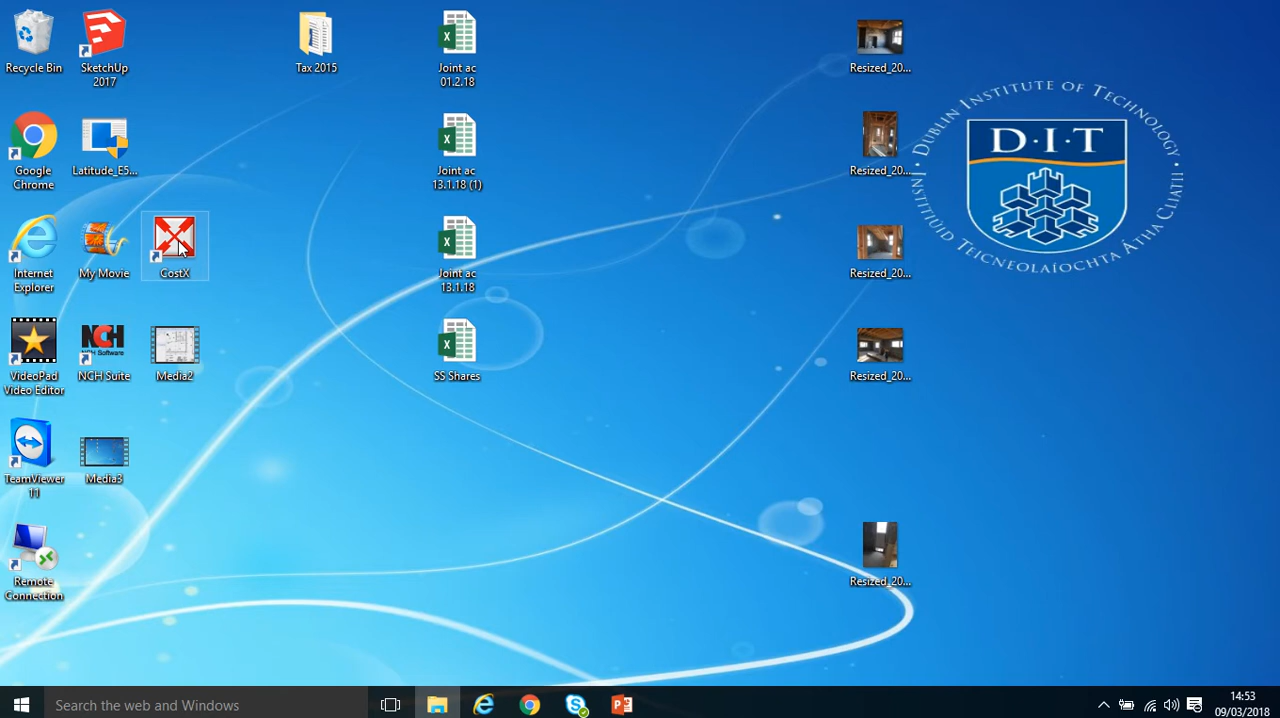 Recycle Bin
SketchUp
2017
Tax 2015
Joint ac
01.2.18
Resized_20...
Google
Chrome
Latitude_E5...
Joint ac
13.1.18 (1)
Resized_20...
Internet
Explorer
My Movie
CostX
Joint ac
13.1.18
Resized_20...
VideoPad
Video Editor
NCH
NCH Software
NCH Suite
Media2
SS Shares
Resized_20...
TeamViewer
11
Media3
Remote
Connection
Resized_20...
DUBLIN INSTITUTE OF TECHNOLOGY
D·I·T
INSTITIÚID TEICNEOLAÍOCHTA ÁTHA CLIATH
Search the web and Windows
14:53
09/03/2018